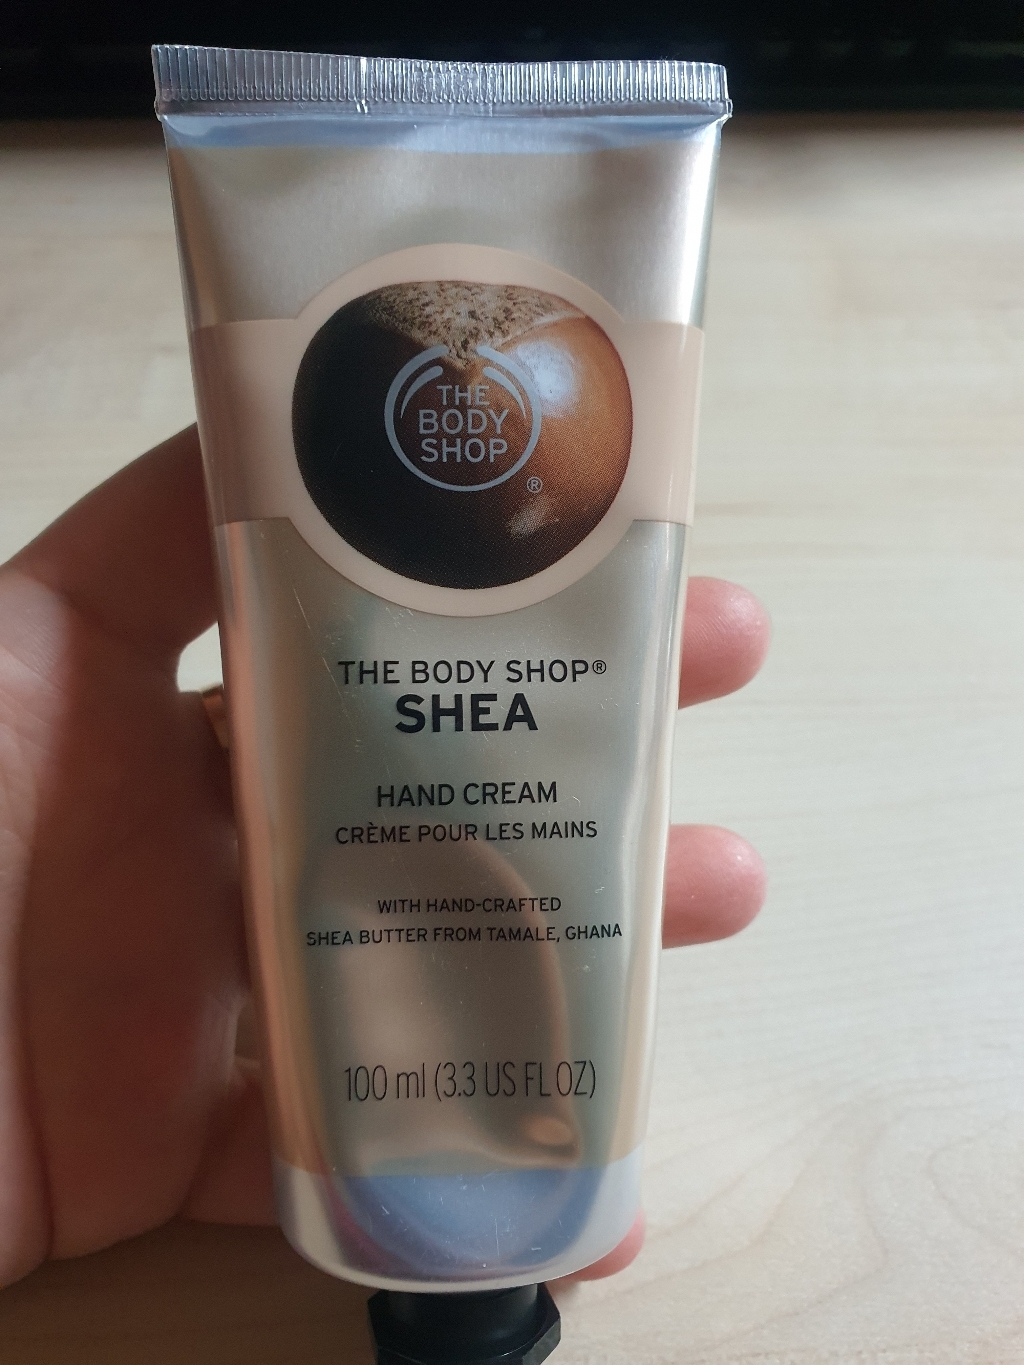 THE
BODY
SHOP
®
THE BODY SHOP®
SHEA
HAND CREAM
CRÈME POUR LES MAINS
WITH HAND-CRAFTED
SHEA BUTTER FROM TAMALE, GHANA
100 ml (3.3 US FL OZ)